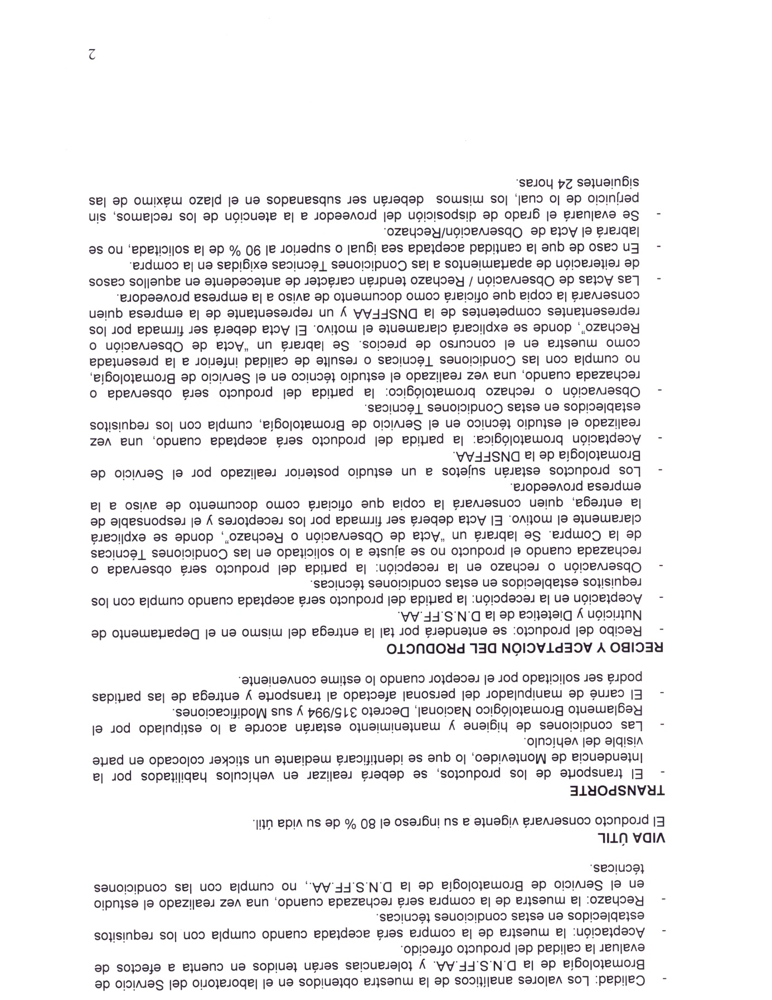 - Calidad: Los valores analíticos de la muestra obtenidos en el laboratorio del Servicio de
Bromatología de la D.N.S.FF.AA. y tolerancias serán tenidos en cuenta a efectos de
evaluar la calidad del producto ofrecido.
- Aceptación: la muestra de la compra será aceptada cuando cumpla con los requisitos
establecidos en estas condiciones técnicas.
- Rechazo: la muestra de la compra será rechazada cuando, una vez realizado el estudio
en el Servicio de Bromatología de la D.N.S.FF.AA., no cumpla con las condiciones
técnicas.
VIDA ÚTIL
El producto conservará vigente a su ingreso el 80 % de su vida útil.
TRANSPORTE
- El transporte de los productos, se deberá realizar en vehículos habilitados por la
Intendencia de Montevideo, lo que se identificará mediante un sticker colocado en parte
visible del vehículo.
- Las condiciones de higiene y mantenimiento estarán acorde a lo estipulado por el
Reglamento Bromatológico Nacional, Decreto 315/994 y sus Modificaciones.
- El carné de manipulador del personal afectado al transporte y entrega de las partidas
podrá ser solicitado por el receptor cuando lo estime conveniente.
RECIBO Y ACEPTACIÓN DEL PRODUCTO
- Recibo del producto: se entenderá por tal la entrega del mismo en el Departamento de
Nutrición y Dietetica de la D.N.S.FF.AA.
- Aceptación en la recepción: la partida del producto será aceptada cuando cumpla con los
requisitos establecidos en estas condiciones técnicas.
- Observación o rechazo en la recepción: la partida del producto será observada o
rechazada cuando el producto no se ajuste a lo solicitado en las Condiciones Técnicas
de la Compra. Se labrará un “Acta de Observación o Rechazo”, donde se explicará
claramente el motivo. El Acta deberá ser firmada por los receptores y el responsable de
la entrega, quien conservará la copia que oficiará como documento de aviso a la
empresa proveedora.
- Los productos estarán sujetos a un estudio posterior realizado por el Servicio de
Bromatología de la DNSFFAA.
- Aceptación bromatológica: la partida del producto será aceptada cuando, una vez
realizado el estudio técnico en el Servicio de Bromatología, cumpla con los requisitos
establecidos en estas Condiciones Técnicas.
- Observación o rechazo bromatológico: la partida del producto será observada o
rechazada cuando, una vez realizado el estudio técnico en el Servicio de Bromatología,
no cumpla con las Condiciones Técnicas o resulte de calidad inferior a la presentada
como muestra en el concurso de precios. Se labrará un “Acta de Observación o
Rechazo”, donde se explicará claramente el motivo. El Acta deberá ser firmada por los
representantes competentes de la DNSFFAA y un representante de la empresa quien
conservará la copia que oficiará como documento de aviso a la empresa proveedora.
- Las Actas de Observación / Rechazo tendrán carácter de antecedente en aquellos casos
de reiteración de apartamientos a las Condiciones Técnicas exigidas en la compra.
- En caso de que la cantidad aceptada sea igual o superior al 90 % de la solicitada, no se
labrará el Acta de Observación/Rechazo.
- Se evaluará el grado de disposición del proveedor a la atención de los reclamos, sin
perjuicio de lo cual, los mismos deberán ser subsanados en el plazo máximo de las
siguientes 24 horas.
2